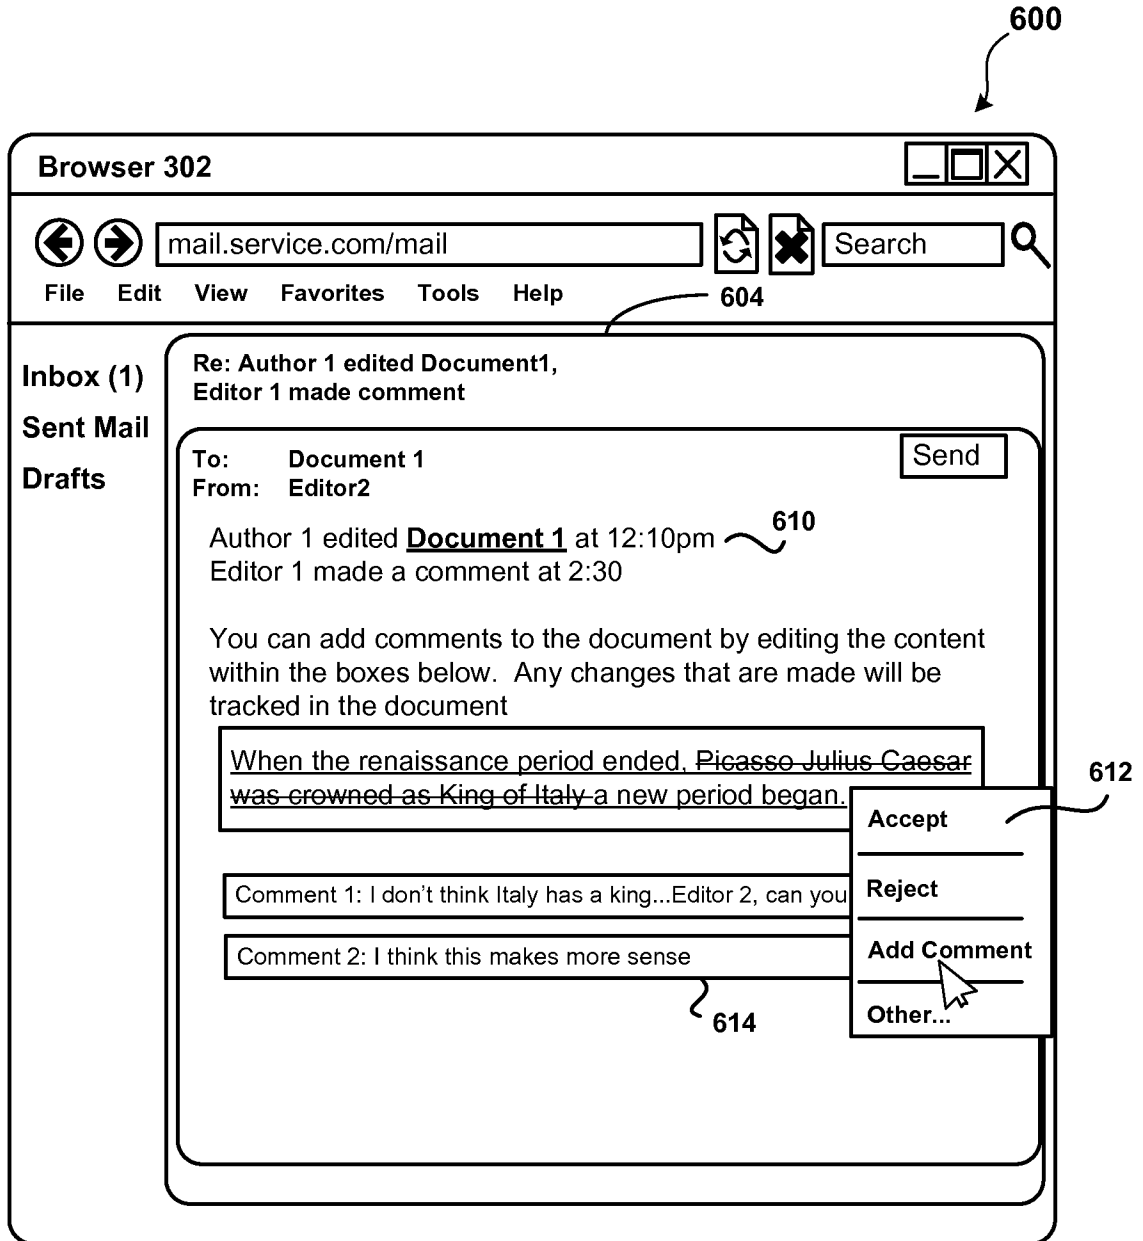 600
Browser 302
mail.service.com/mail
Search
File Edit View Favorites Tools Help
604
Inbox (1)
Sent Mail
Drafts
Re: Author 1 edited Document1,
Editor 1 made comment
To: Document 1
From: Editor2
Send
Author 1 edited Document 1 at 12:10pm
610
Editor 1 made a comment at 2:30
You can add comments to the document by editing the content
within the boxes below. Any changes that are made will be
tracked in the document
When the renaissance period ended, Picasso Julius Caesar
was crowned as King of Italy a new period began.
612
Accept
Reject
Add Comment
Other...
Comment 1: I don't think Italy has a king...Editor 2, can you
Comment 2: I think this makes more sense
614